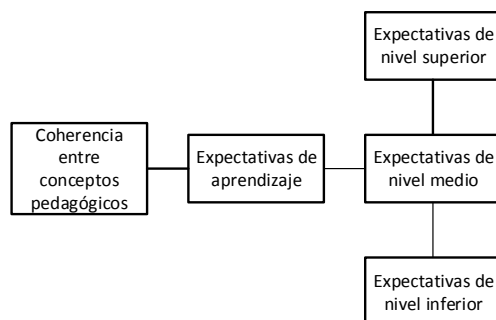 Expectativas de
nivel superior
Coherencia
entre
conceptos
pedagógicos
Expectativas de
aprendizaje
Expectativas de
nivel medio
Expectativas de
nivel inferior